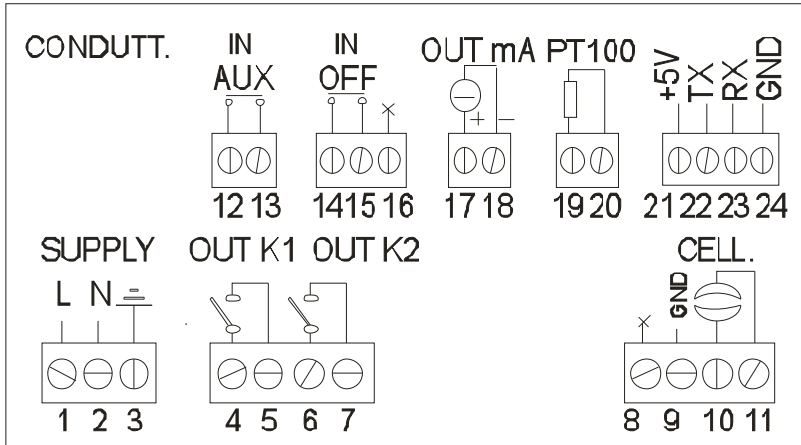 CONDUTT.
IN
AUX
IN
OFF
OUT mA
PT100
+5V
TX
RX
GND
+ −
12 13
14 15 16
17 18
19 20
21 22 23 24
SUPPLY
OUT K1
OUT K2
CELL.
L N
GND
1 2 3
4 5 6 7
8 9 10 11